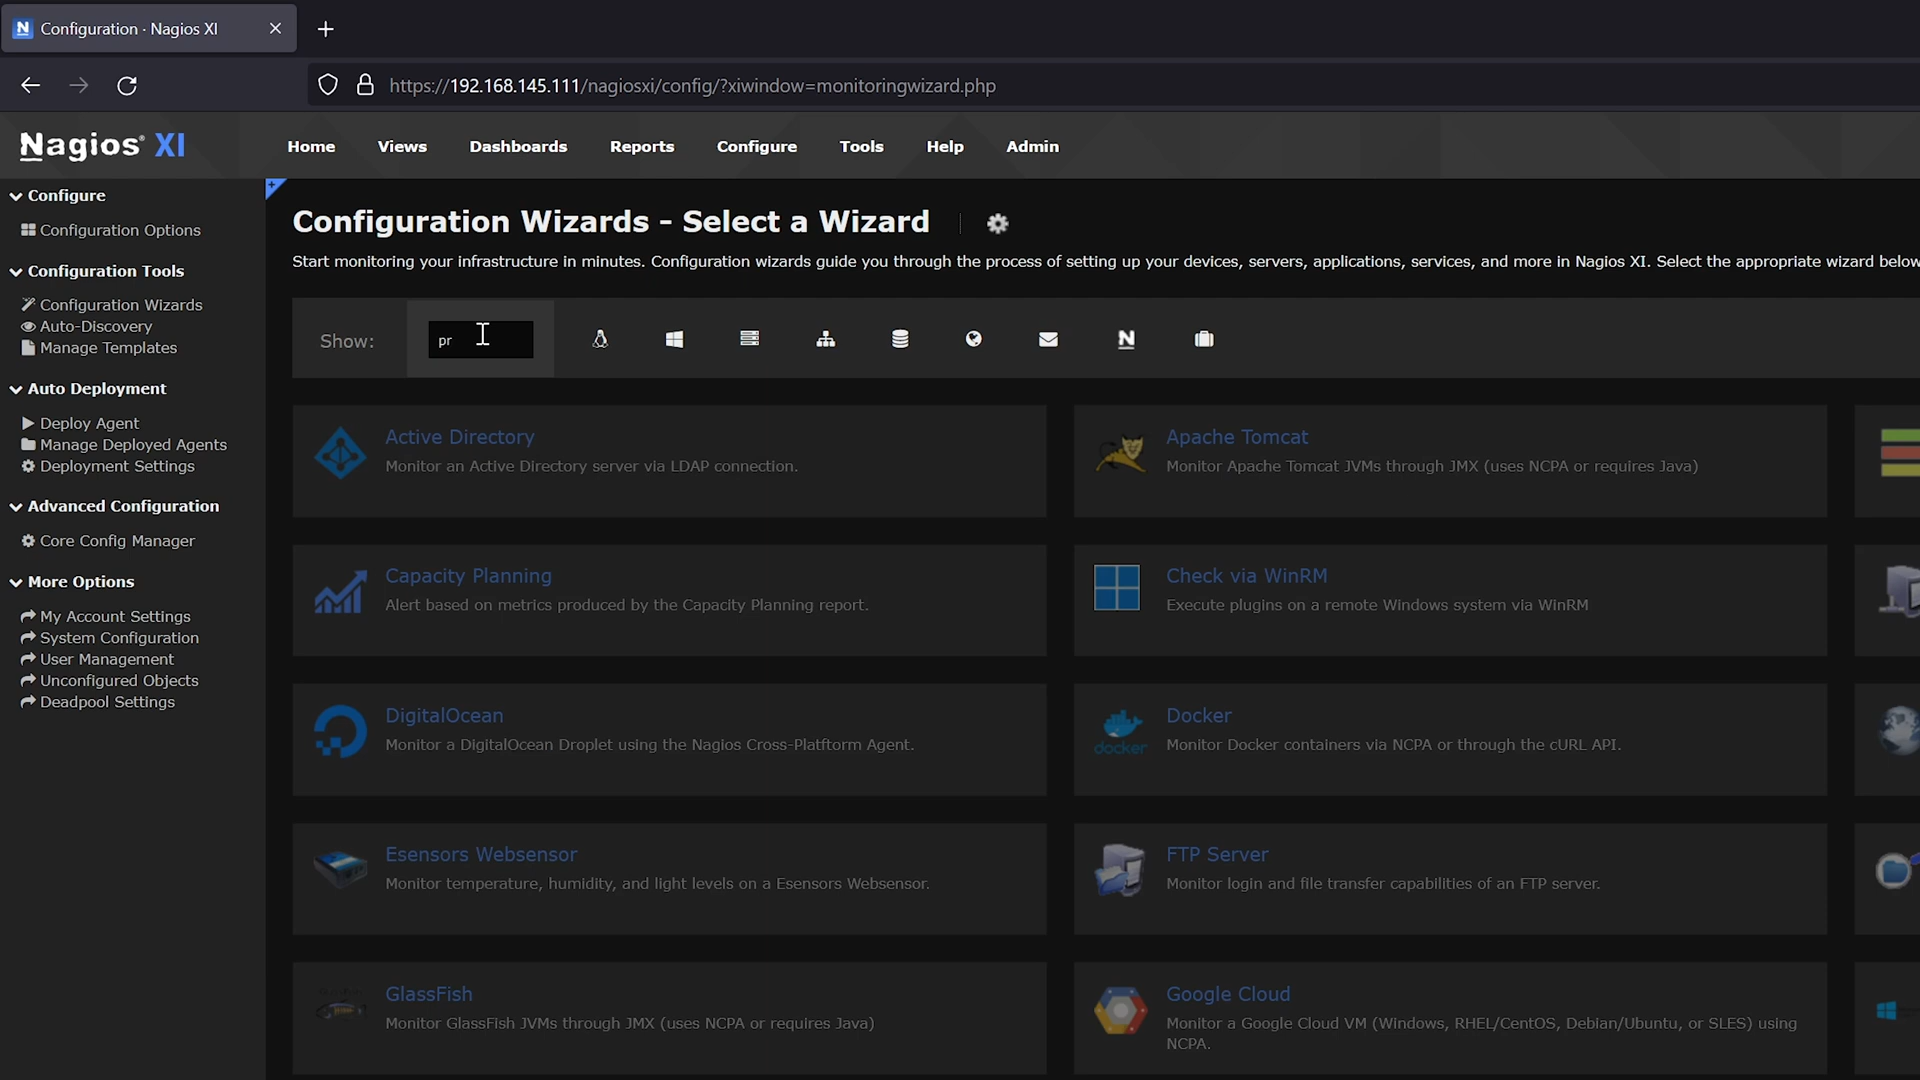 Configuration · Nagios XI
https://192.168.145.111/nagiosxi/config/?xiwindow=monitoringwizard.php
Nagios® XI
Home
Views
Dashboards
Reports
Configure
Tools
Help
Admin
Configure
Configuration Options
Configuration Tools
Configuration Wizards
Auto-Discovery
Manage Templates
Auto Deployment
Deploy Agent
Manage Deployed Agents
Deployment Settings
Advanced Configuration
Core Config Manager
More Options
My Account Settings
System Configuration
User Management
Unconfigured Objects
Deadpool Settings
Configuration Wizards - Select a Wizard
Start monitoring your infrastructure in minutes. Configuration wizards guide you through the process of setting up your devices, servers, applications, services, and more in Nagios XI. Select the appropriate wizard below
Show:
pr
Active Directory
Monitor an Active Directory server via LDAP connection.
Apache Tomcat
Monitor Apache Tomcat JVMs through JMX (uses NCPA or requires Java)
Capacity Planning
Alert based on metrics produced by the Capacity Planning report.
Check via WinRM
Execute plugins on a remote Windows system via WinRM
DigitalOcean
Monitor a DigitalOcean Droplet using the Nagios Cross-Platftorm Agent.
docker
Docker
Monitor Docker containers via NCPA or through the cURL API.
Esensors Websensor
Monitor temperature, humidity, and light levels on a Esensors Websensor.
FTP Server
Monitor login and file transfer capabilities of an FTP server.
GlassFish
Monitor GlassFish JVMs through JMX (uses NCPA or requires Java)
Google Cloud
Monitor a Google Cloud VM (Windows, RHEL/CentOS, Debian/Ubuntu, or SLES) using
NCPA.